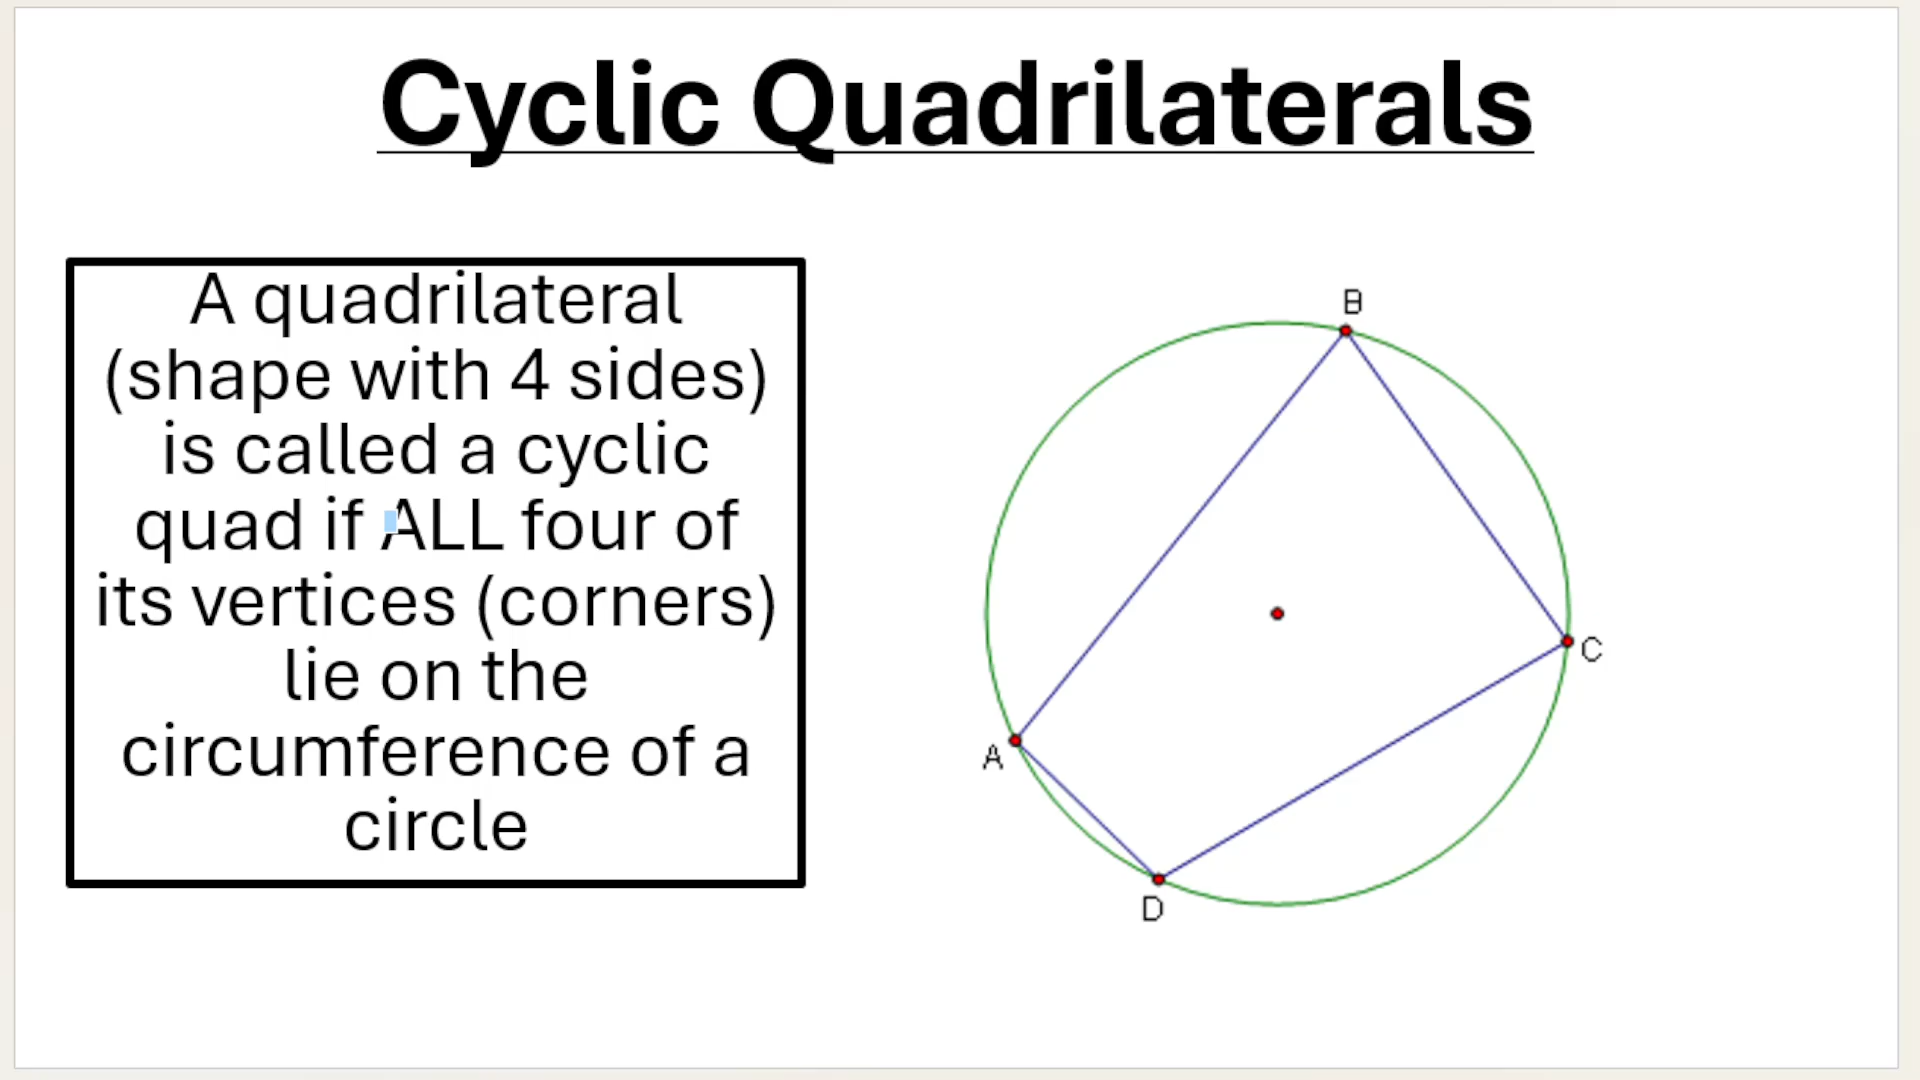 Cyclic Quadrilaterals
A quadrilateral
(shape with 4 sides)
is called a cyclic
quad if ALL four of
its vertices (corners)
lie on the
circumference of a
circle
B
C
A
D